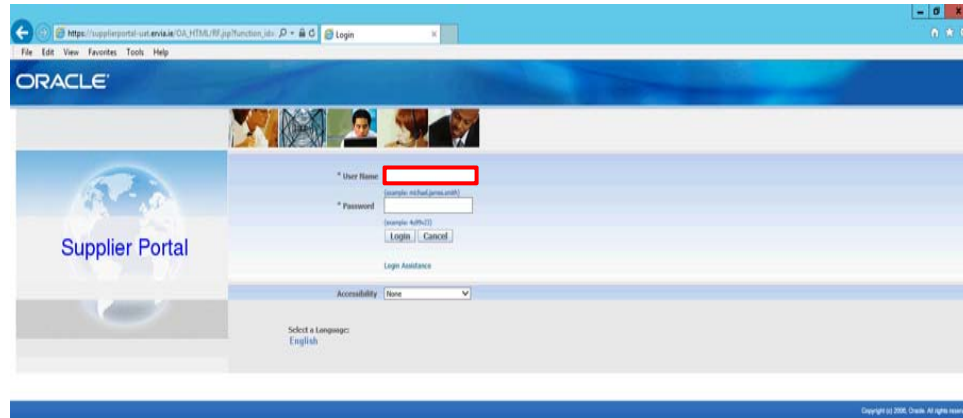 https://supplierportal-uat.ervia.ie/OA_HTML/RF.jsp?function_id=
Login
File Edit View Favorites Tools Help
ORACLE
* User Name
(example: michael.james.smith)
* Password
(example: 4u99v23)
Login Cancel
Login Assistance
Supplier Portal
Accessibility None
Select a Language:
English
Copyright (c) 2006, Oracle. All rights